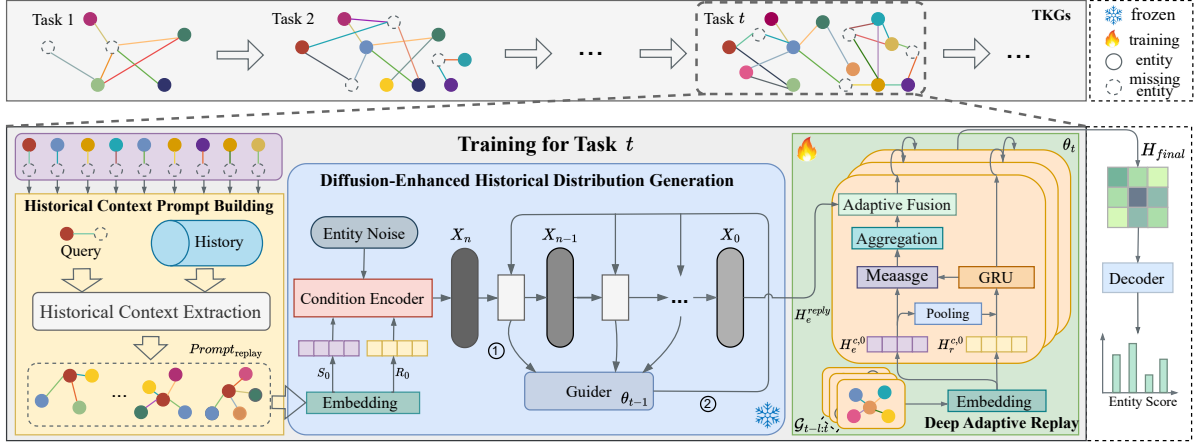 Task 1
Task 2
...
Task t
TKGs
...
frozen
training
entity
missing
entity
Training for Task t
Historical Context Prompt Building
Query
History
Historical Context Extraction
Prompt_replay
...
Diffusion-Enhanced Historical Distribution Generation
Entity Noise
Condition Encoder
S_0
R_0
Embedding
X_n
X_{n-1}
...
X_0
①
Guider
θ_{t-1}
②
H_e^{reply}
θ_t
Adaptive Fusion
Aggregation
Meaasge
GRU
Pooling
H_e^{c,0}
H_r^{c,0}
Embedding
G_{t-l:t}
Deep Adaptive Replay
H_final
Decoder
Entity Score